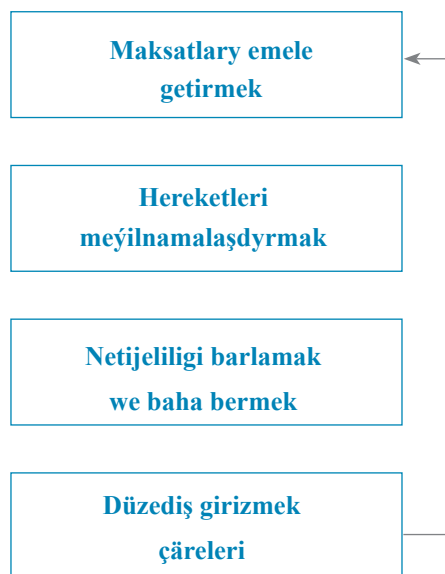 Maksatlary emele
getirmek
Hereketleri
meýilnamalaşdyrmak
Netijeliligi barlamak
we baha bermek
Düzediş girizmek
çäreleri